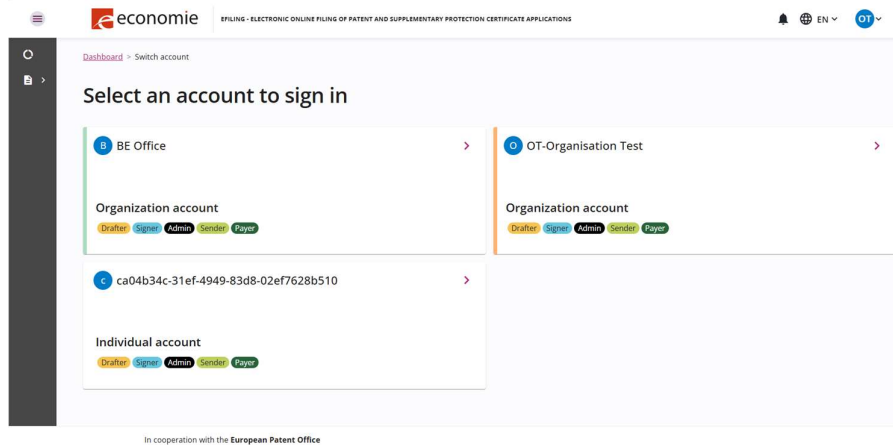 economie
EFILING - ELECTRONIC ONLINE FILING OF PATENT AND SUPPLEMENTARY PROTECTION CERTIFICATE APPLICATIONS
EN
OT
Dashboard > Switch account
Select an account to sign in
B BE Office
Organization account
Drafter Signer Admin Sender Payer
O OT-Organisation Test
Organization account
Drafter Signer Admin Sender Payer
c ca04b34c-31ef-4949-83d8-02ef7628b510
Individual account
Drafter Signer Admin Sender Payer
In cooperation with the European Patent Office